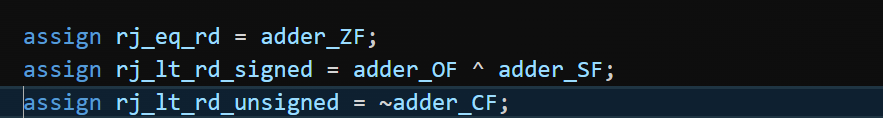 assign rj_eq_rd = adder_ZF;
assign rj_lt_rd_signed = adder_OF ^ adder_SF;
assign rj_lt_rd_unsigned = ~adder_CF;